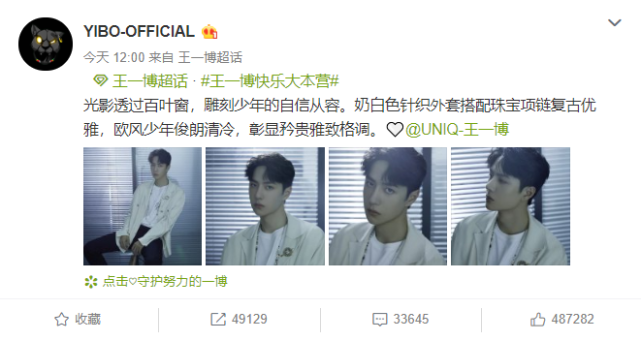 YIBO-OFFICIAL
今天 12:00 来自 王一博超话
王一博超话 · #王一博快乐大本营#
光影透过百叶窗，雕刻少年的自信从容。奶白色针织外套搭配珠宝项链复古优
雅，欧风少年俊朗清冷，彰显矜贵雅致格调。♡@UNIQ-王一博
点击♡守护努力的一博
收藏 49129 33645 487282